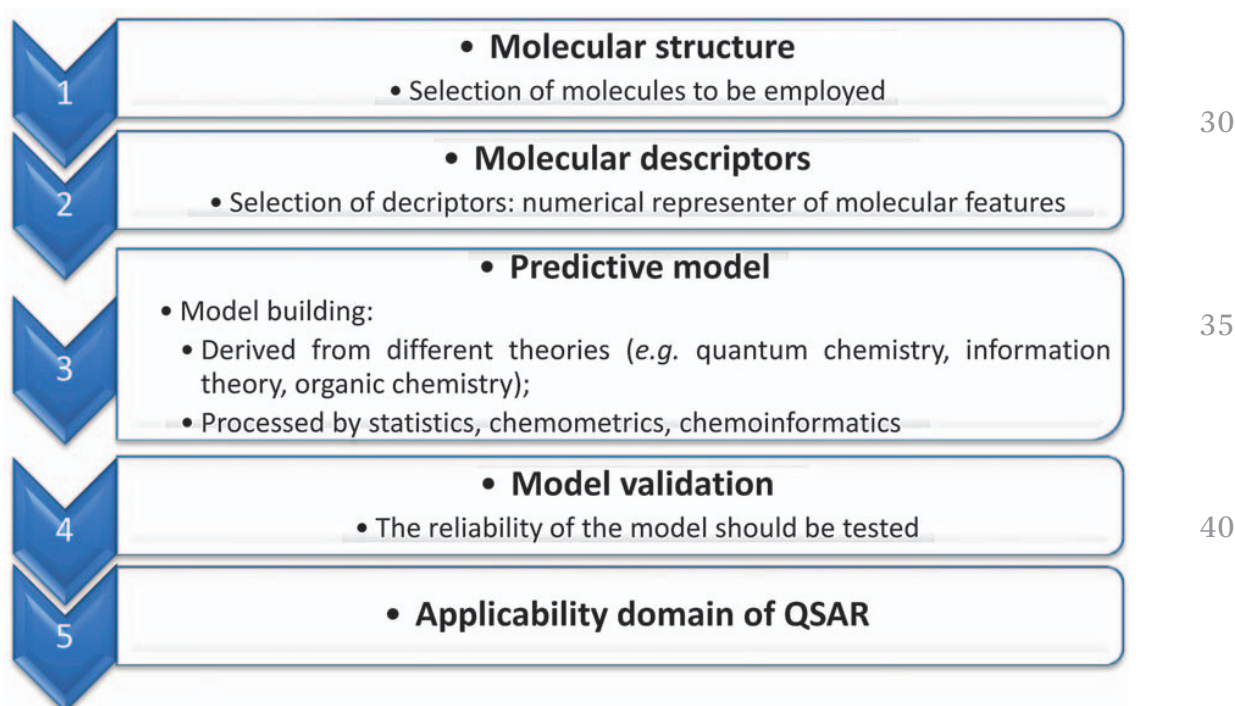 1
• Molecular structure
• Selection of molecules to be employed
30
2
• Molecular descriptors
• Selection of decriptors: numerical representer of molecular features
3
• Predictive model
• Model building:
• Derived from different theories (e.g. quantum chemistry, information
theory, organic chemistry);
• Processed by statistics, chemometrics, chemoinformatics
35
4
• Model validation
• The reliability of the model should be tested
40
5
• Applicability domain of QSAR